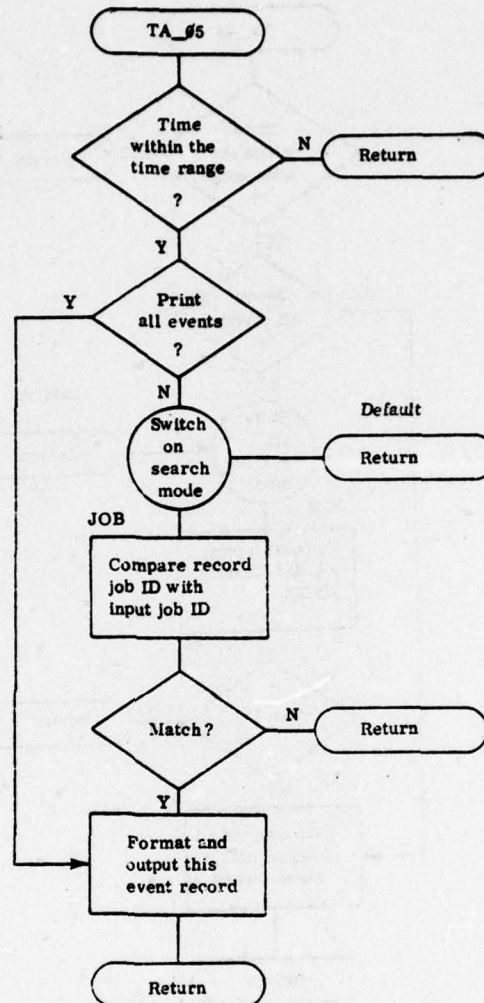 TA_05
Time
within the
time range
?
N
Return
Y
Y
Print
all events
?
N
Switch
on
search
mode
Default
Return
JOB
Compare record
job ID with
input job ID
Match?
N
Return
Y
Format and
output this
event record
Return